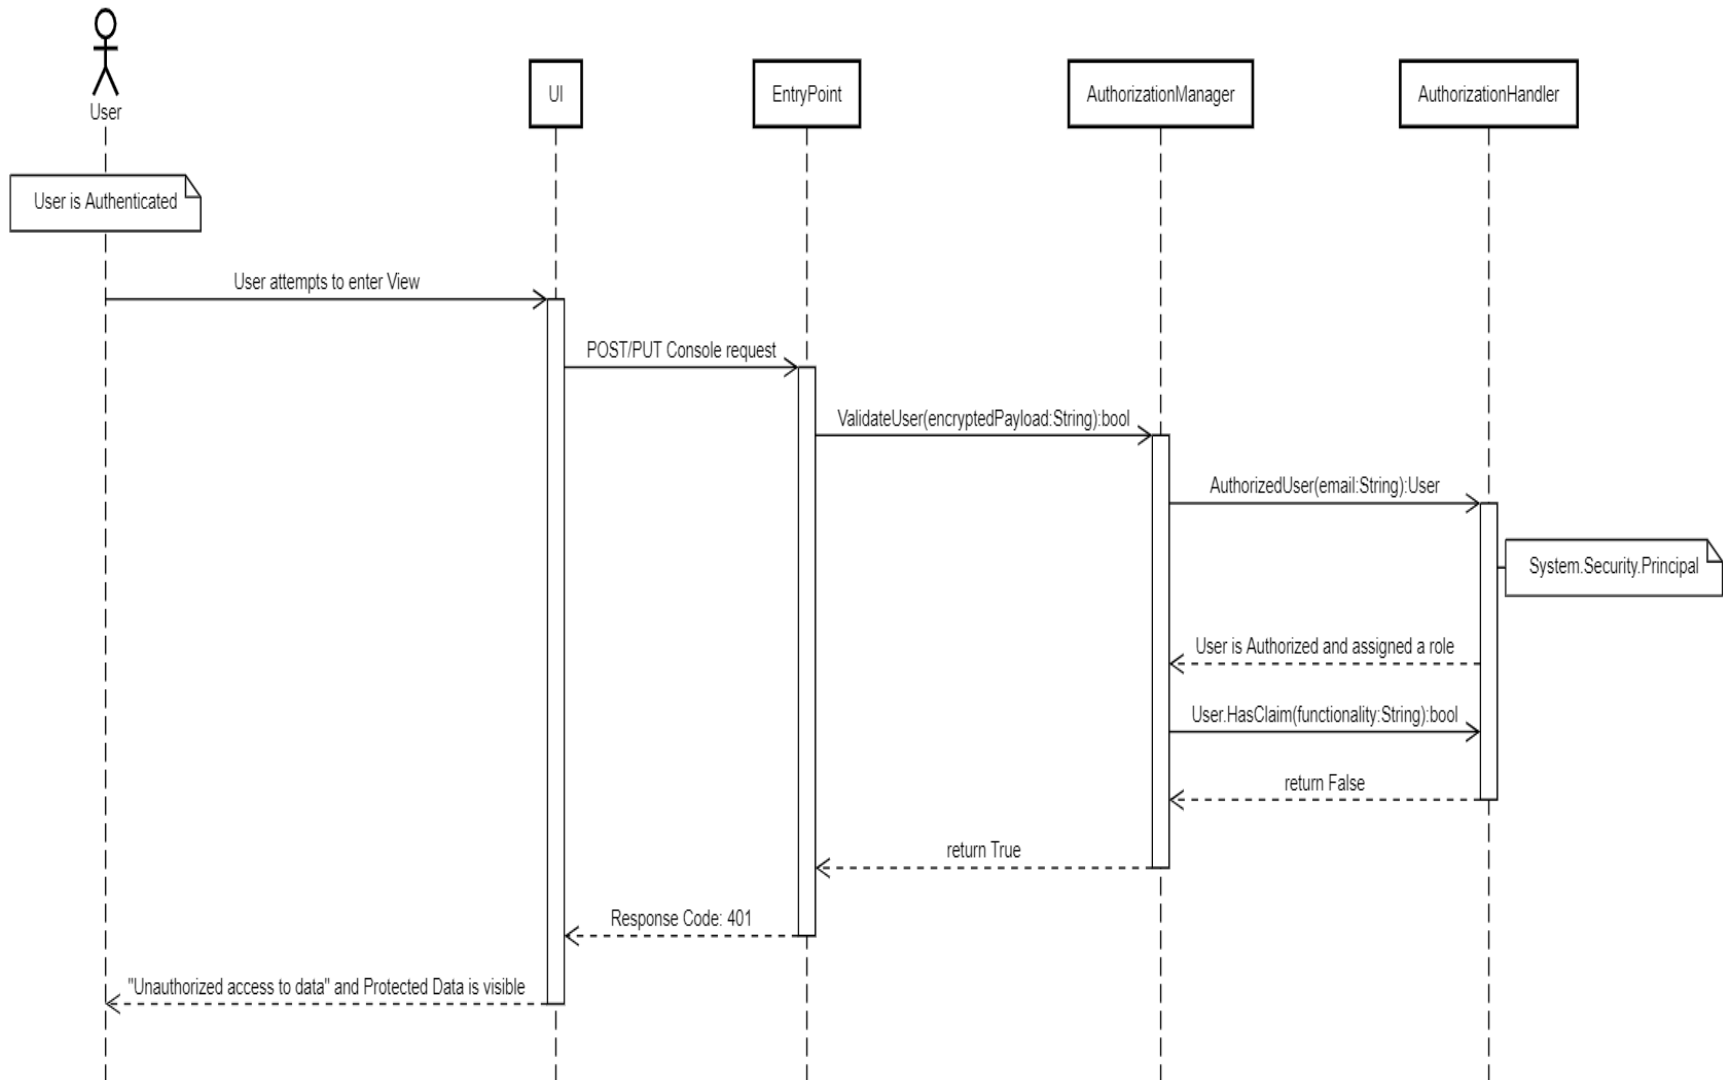 User
UI
EntryPoint
AuthorizationManager
AuthorizationHandler
User is Authenticated
User attempts to enter View
POST/PUT Console request
ValidateUser(encryptedPayload:String):bool
AuthorizedUser(email:String):User
System.Security.Principal
User is Authorized and assigned a role
User.HasClaim(functionality:String):bool
return False
return True
Response Code: 401
"Unauthorized access to data" and Protected Data is visible